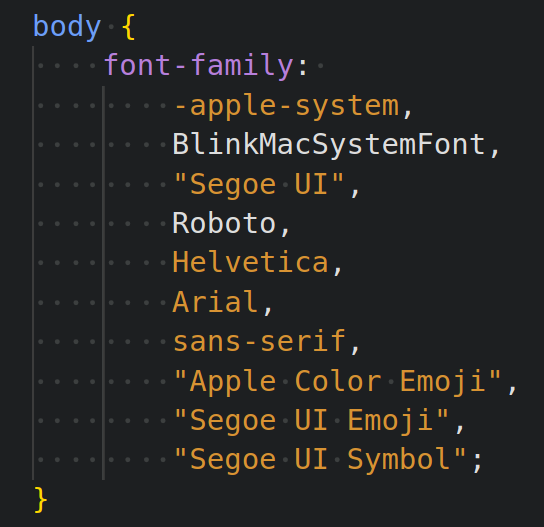 body {
    font-family: 
        -apple-system,
        BlinkMacSystemFont,
        "Segoe UI",
        Roboto,
        Helvetica,
        Arial,
        sans-serif,
        "Apple Color Emoji",
        "Segoe UI Emoji",
        "Segoe UI Symbol";
}